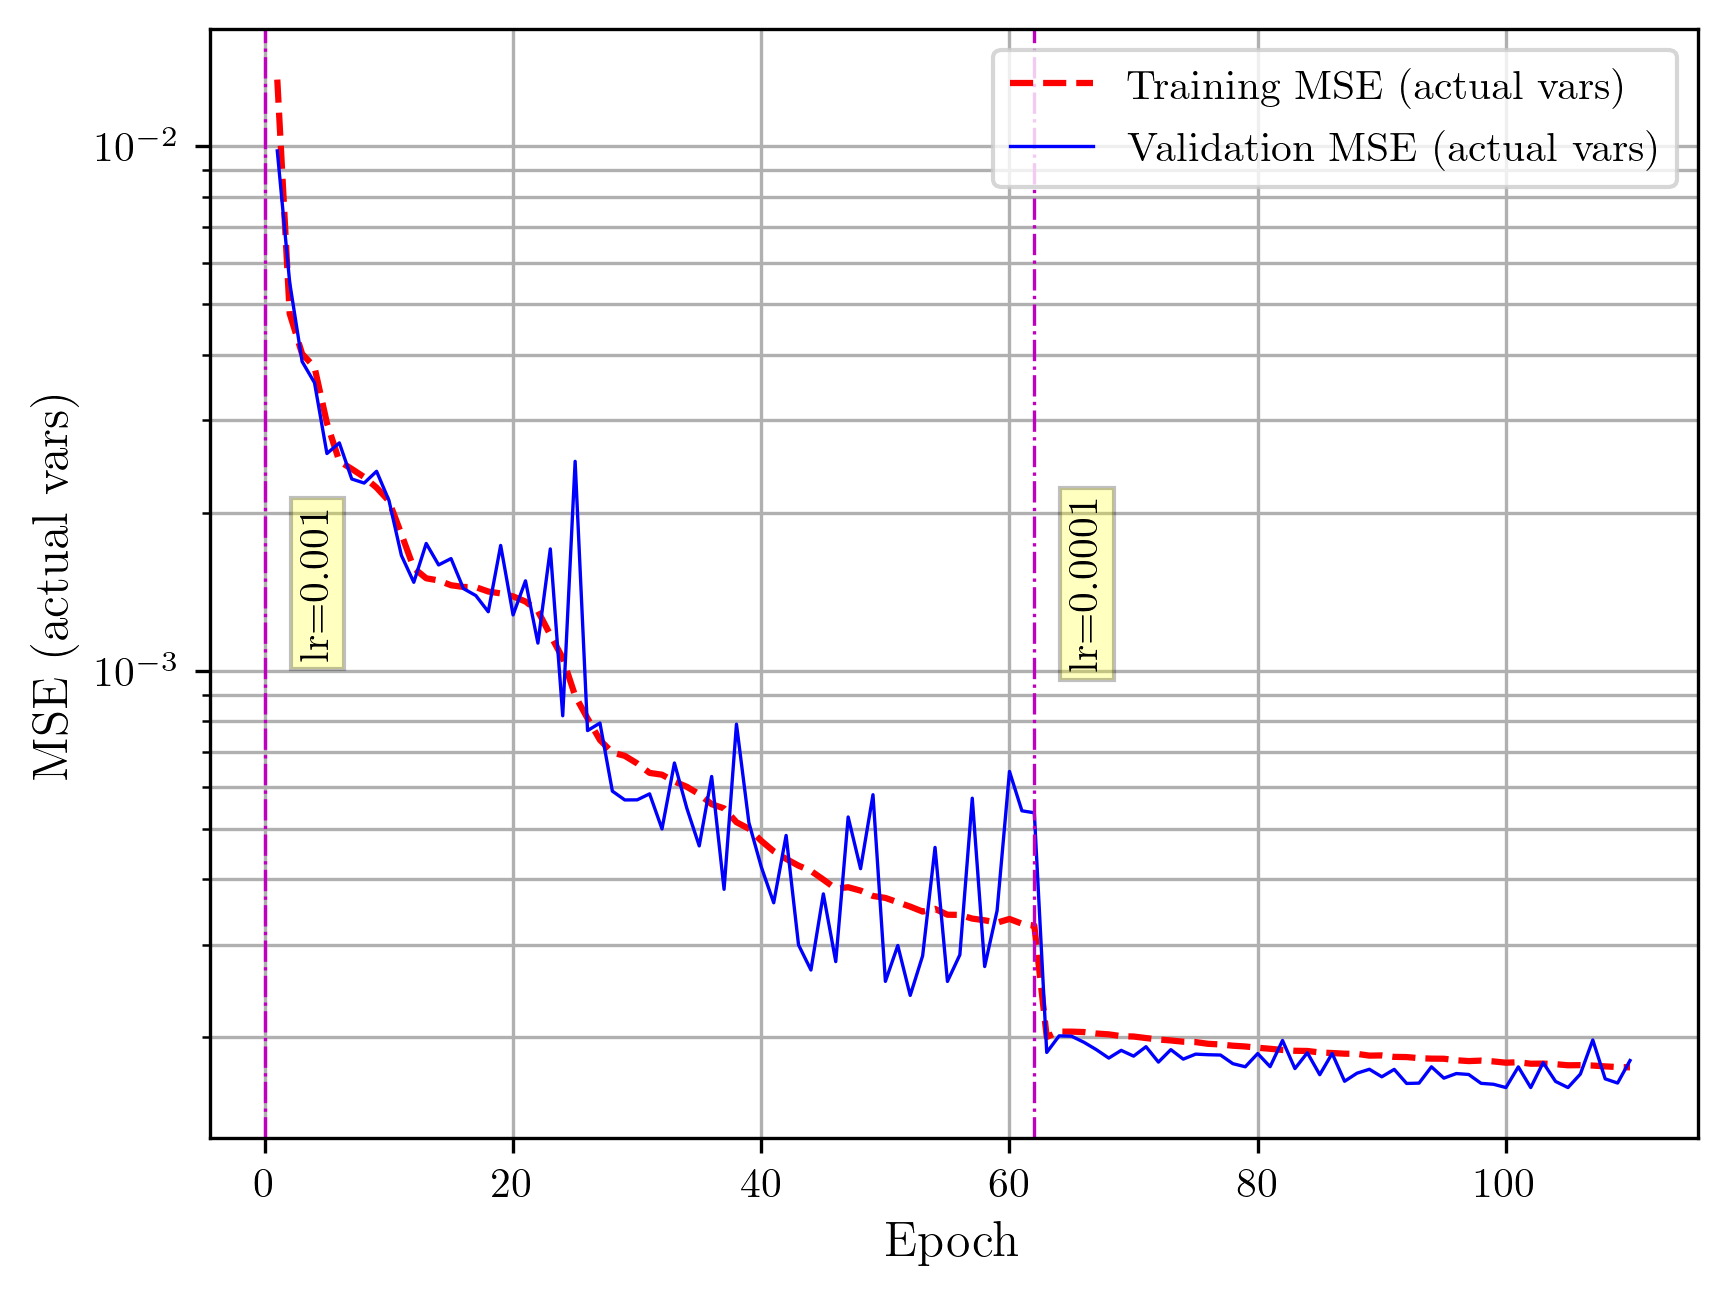 Training MSE (actual vars)
Validation MSE (actual vars)
10⁻²
10⁻³
MSE (actual vars)
lr=0.001
lr=0.0001
0 20 40 60 80 100
Epoch